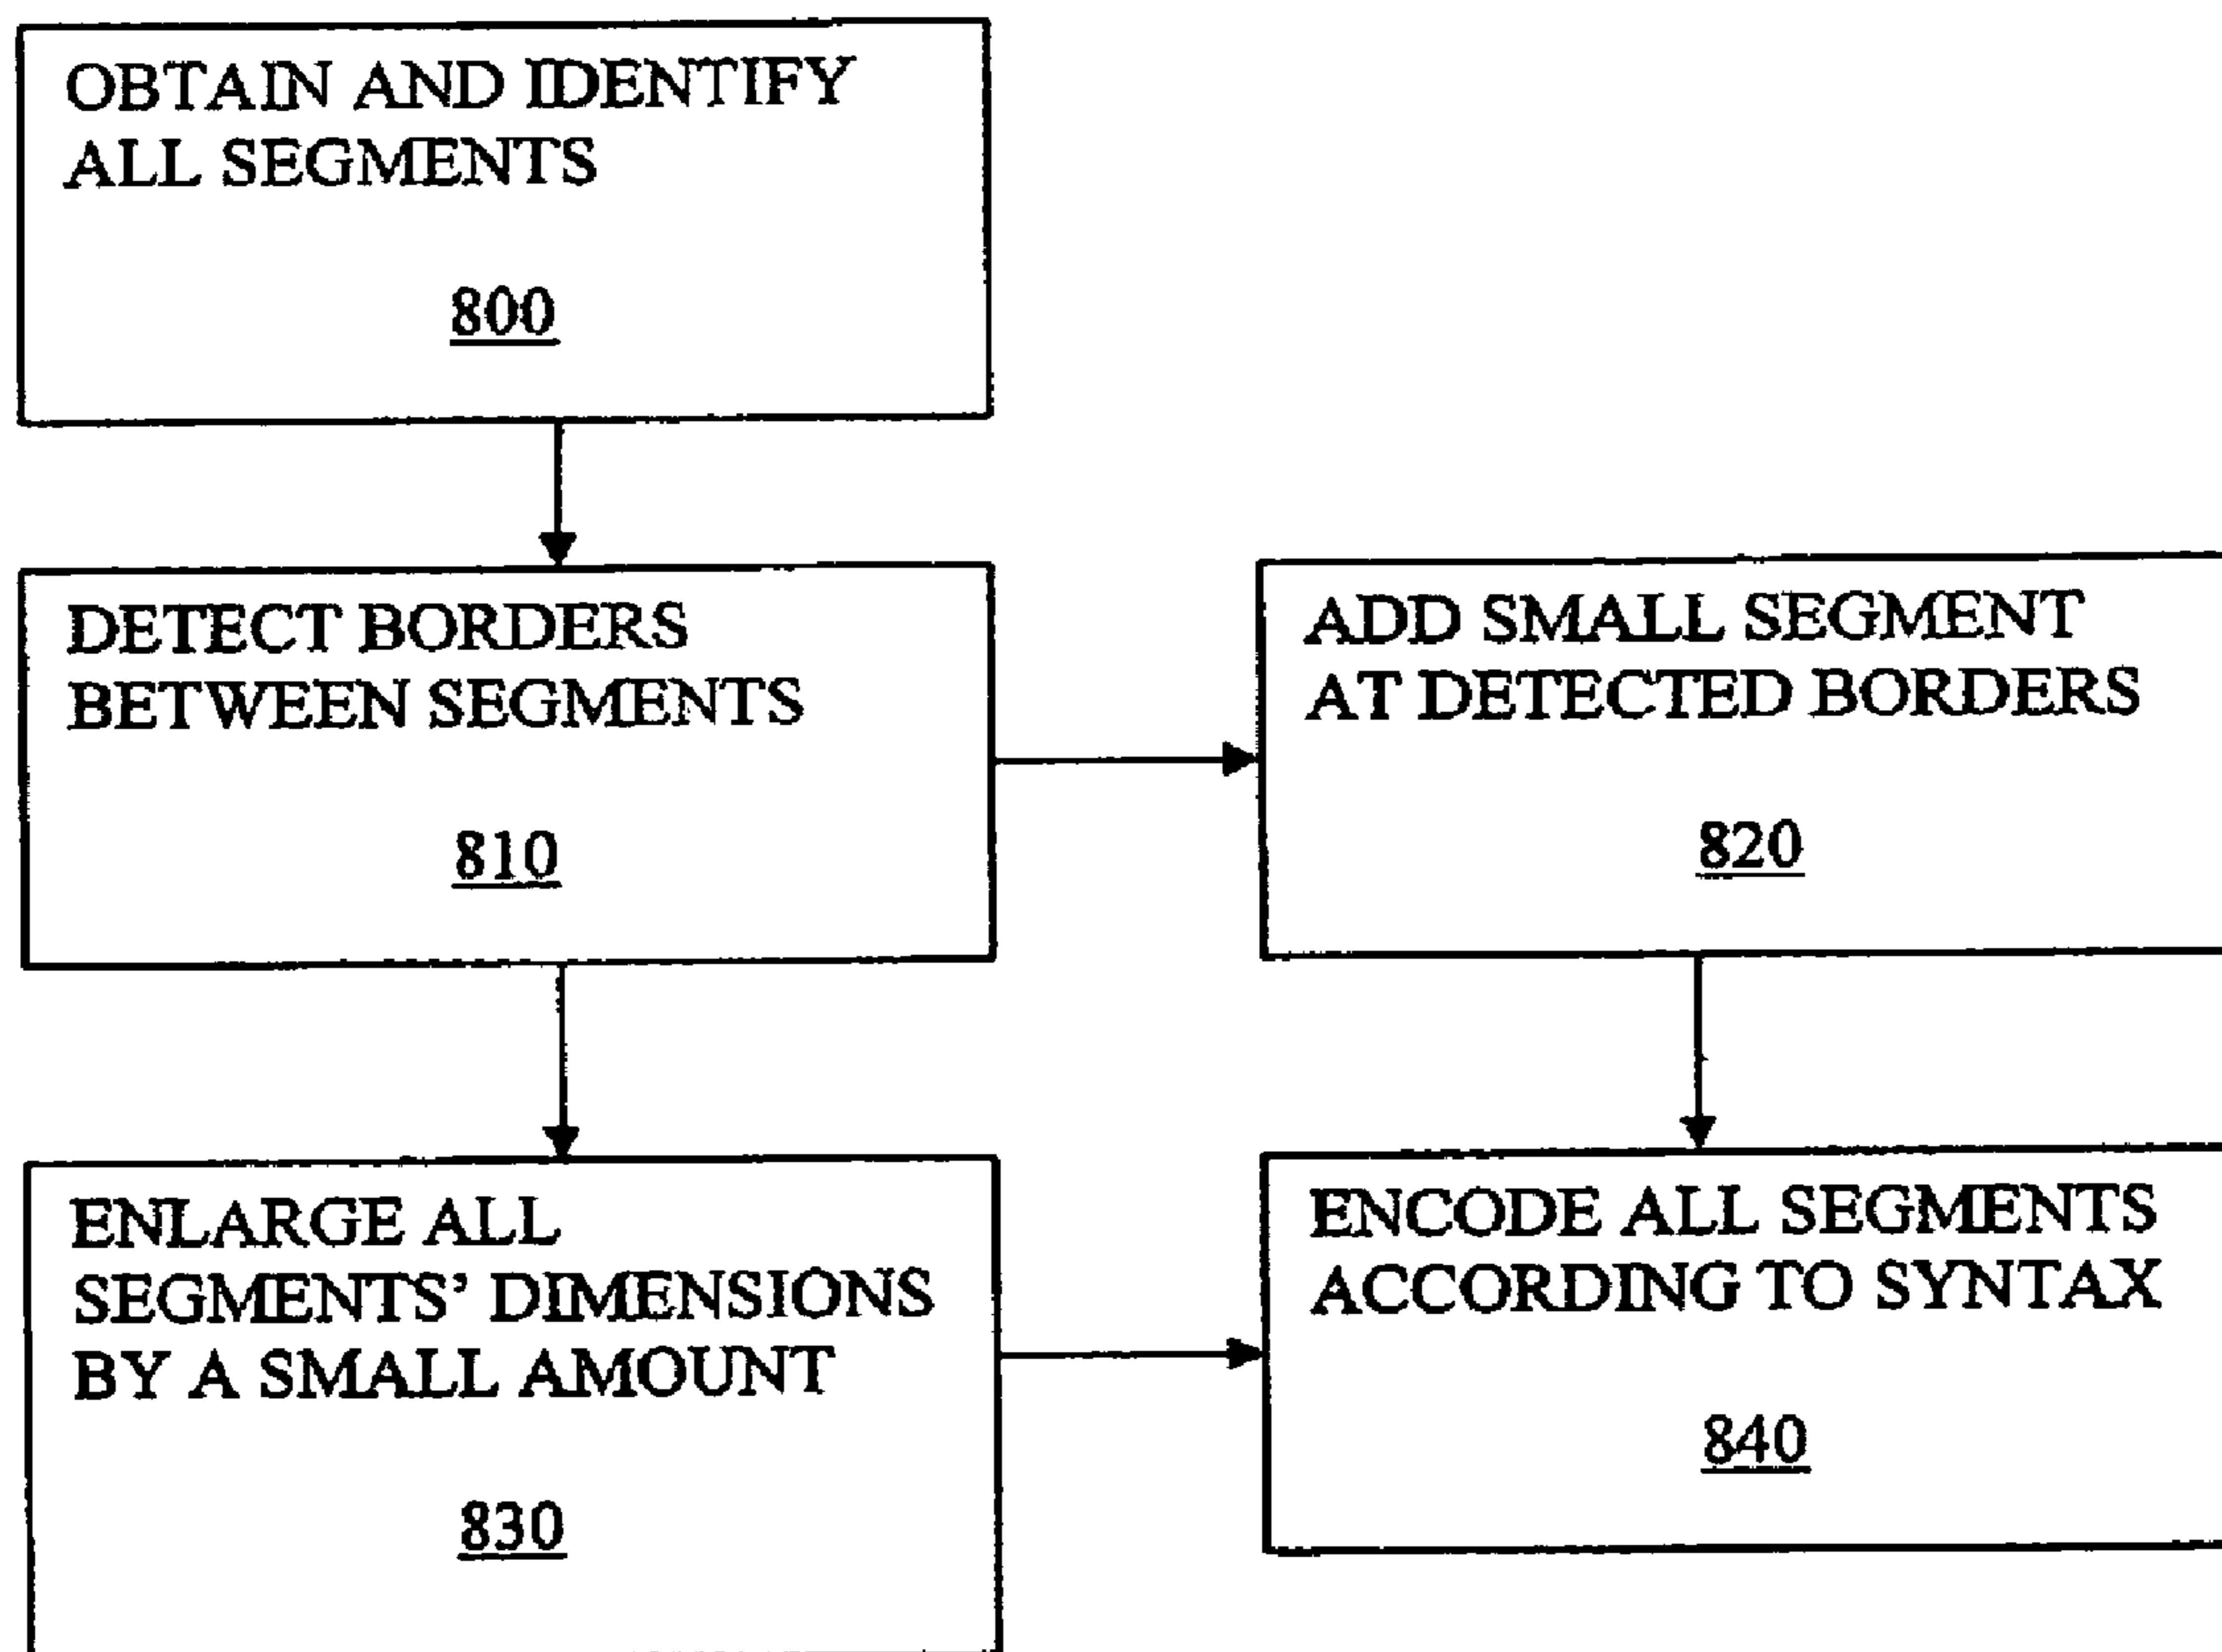 OBTAIN AND IDENTIFY
ALL SEGMENTS
800
DETECT BORDERS
BETWEEN SEGMENTS
810
ADD SMALL SEGMENT
AT DETECTED BORDERS
820
ENLARGE ALL
SEGMENTS' DIMENSIONS
BY A SMALL AMOUNT
830
ENCODE ALL SEGMENTS
ACCORDING TO SYNTAX
840